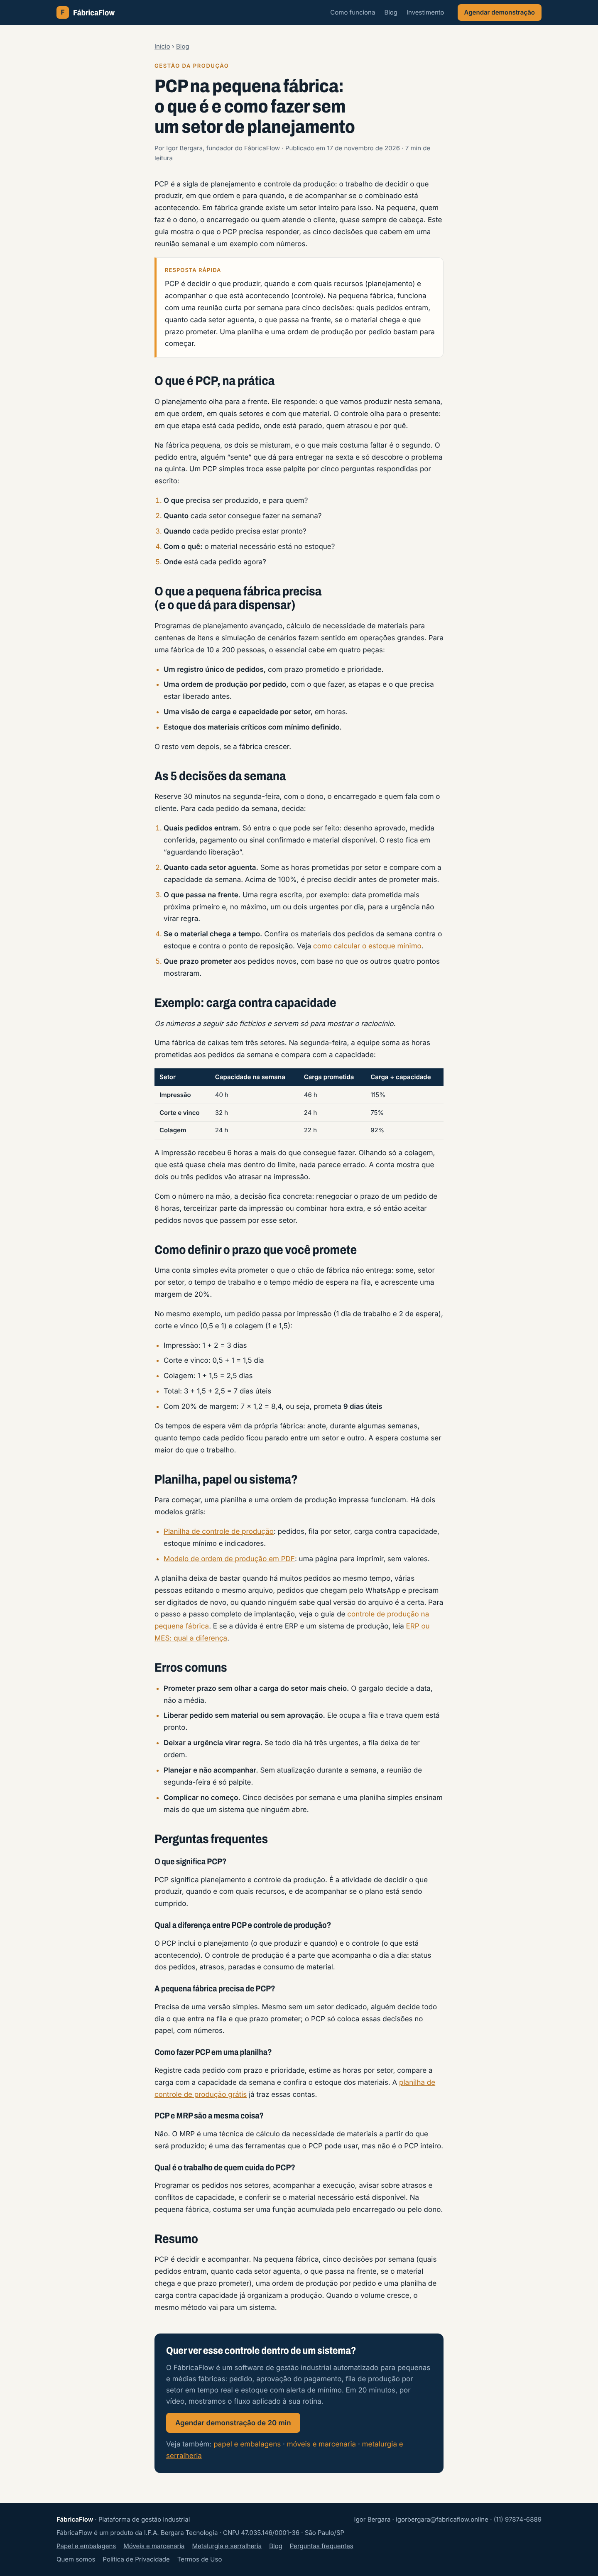 F FábricaFlow Como funciona Blog Investimento Agendar demonstração
Início › Blog
GESTÃO DA PRODUÇÃO
PCP na pequena fábrica:
o que é e como fazer sem
um setor de planejamento
Por Igor Bergara, fundador do FábricaFlow · Publicado em 17 de novembro de 2026 · 7 min de
leitura
PCP é a sigla de planejamento e controle da produção: o trabalho de decidir o que
produzir, em que ordem e para quando, e de acompanhar se o combinado está
acontecendo. Em fábrica grande existe um setor inteiro para isso. Na pequena, quem
faz é o dono, o encarregado ou quem atende o cliente, quase sempre de cabeça. Este
guia mostra o que o PCP precisa responder, as cinco decisões que cabem em uma
reunião semanal e um exemplo com números.
RESPOSTA RÁPIDA
PCP é decidir o que produzir, quando e com quais recursos (planejamento) e
acompanhar o que está acontecendo (controle). Na pequena fábrica, funciona
com uma reunião curta por semana para cinco decisões: quais pedidos entram,
quanto cada setor aguenta, o que passa na frente, se o material chega e que
prazo prometer. Uma planilha e uma ordem de produção por pedido bastam para
começar.
O que é PCP, na prática
O planejamento olha para a frente. Ele responde: o que vamos produzir nesta semana,
em que ordem, em quais setores e com que material. O controle olha para o presente:
em que etapa está cada pedido, onde está parado, quem atrasou e por quê.
Na fábrica pequena, os dois se misturam, e o que mais costuma faltar é o segundo. O
pedido entra, alguém “sente” que dá para entregar na sexta e só descobre o problema
na quinta. Um PCP simples troca esse palpite por cinco perguntas respondidas por
escrito:
1. O que precisa ser produzido, e para quem?
2. Quanto cada setor consegue fazer na semana?
3. Quando cada pedido precisa estar pronto?
4. Com o quê: o material necessário está no estoque?
5. Onde está cada pedido agora?
O que a pequena fábrica precisa
(e o que dá para dispensar)
Programas de planejamento avançado, cálculo de necessidade de materiais para
centenas de itens e simulação de cenários fazem sentido em operações grandes. Para
uma fábrica de 10 a 200 pessoas, o essencial cabe em quatro peças:
• Um registro único de pedidos, com prazo prometido e prioridade.
• Uma ordem de produção por pedido, com o que fazer, as etapas e o que precisa
estar liberado antes.
• Uma visão de carga e capacidade por setor, em horas.
• Estoque dos materiais críticos com mínimo definido.
O resto vem depois, se a fábrica crescer.
As 5 decisões da semana
Reserve 30 minutos na segunda-feira, com o dono, o encarregado e quem fala com o
cliente. Para cada pedido da semana, decida:
1. Quais pedidos entram. Só entra o que pode ser feito: desenho aprovado, medida
conferida, pagamento ou sinal confirmado e material disponível. O resto fica em
“aguardando liberação”.
2. Quanto cada setor aguenta. Some as horas prometidas por setor e compare com a
capacidade da semana. Acima de 100%, é preciso decidir antes de prometer mais.
3. O que passa na frente. Uma regra escrita, por exemplo: data prometida mais
próxima primeiro e, no máximo, um ou dois urgentes por dia, para a urgência não
virar regra.
4. Se o material chega a tempo. Confira os materiais dos pedidos da semana contra o
estoque e contra o ponto de reposição. Veja como calcular o estoque mínimo.
5. Que prazo prometer aos pedidos novos, com base no que os outros quatro pontos
mostraram.
Exemplo: carga contra capacidade
Os números a seguir são fictícios e servem só para mostrar o raciocínio.
Uma fábrica de caixas tem três setores. Na segunda-feira, a equipe soma as horas
prometidas aos pedidos da semana e compara com a capacidade:
Setor Capacidade na semana Carga prometida Carga ÷ capacidade
Impressão 40 h 46 h 115%
Corte e vinco 32 h 24 h 75%
Colagem 24 h 22 h 92%
A impressão recebeu 6 horas a mais do que consegue fazer. Olhando só a colagem,
que está quase cheia mas dentro do limite, nada parece errado. A conta mostra que
dois ou três pedidos vão atrasar na impressão.
Com o número na mão, a decisão fica concreta: renegociar o prazo de um pedido de
6 horas, terceirizar parte da impressão ou combinar hora extra, e só então aceitar
pedidos novos que passem por esse setor.
Como definir o prazo que você promete
Uma conta simples evita prometer o que o chão de fábrica não entrega: some, setor
por setor, o tempo de trabalho e o tempo médio de espera na fila, e acrescente uma
margem de 20%.
No mesmo exemplo, um pedido passa por impressão (1 dia de trabalho e 2 de espera),
corte e vinco (0,5 e 1) e colagem (1 e 1,5):
• Impressão: 1 + 2 = 3 dias
• Corte e vinco: 0,5 + 1 = 1,5 dia
• Colagem: 1 + 1,5 = 2,5 dias
• Total: 3 + 1,5 + 2,5 = 7 dias úteis
• Com 20% de margem: 7 × 1,2 = 8,4, ou seja, prometa 9 dias úteis
Os tempos de espera vêm da própria fábrica: anote, durante algumas semanas,
quanto tempo cada pedido ficou parado entre um setor e outro. A espera costuma ser
maior do que o trabalho.
Planilha, papel ou sistema?
Para começar, uma planilha e uma ordem de produção impressa funcionam. Há dois
modelos grátis:
• Planilha de controle de produção: pedidos, fila por setor, carga contra capacidade,
estoque mínimo e indicadores.
• Modelo de ordem de produção em PDF: uma página para imprimir, sem valores.
A planilha deixa de bastar quando há muitos pedidos ao mesmo tempo, várias
pessoas editando o mesmo arquivo, pedidos que chegam pelo WhatsApp e precisam
ser digitados de novo, ou quando ninguém sabe qual versão do arquivo é a certa. Para
o passo a passo completo de implantação, veja o guia de controle de produção na
pequena fábrica. E se a dúvida é entre ERP e um sistema de produção, leia ERP ou
MES: qual a diferença.
Erros comuns
• Prometer prazo sem olhar a carga do setor mais cheio. O gargalo decide a data,
não a média.
• Liberar pedido sem material ou sem aprovação. Ele ocupa a fila e trava quem está
pronto.
• Deixar a urgência virar regra. Se todo dia há três urgentes, a fila deixa de ter
ordem.
• Planejar e não acompanhar. Sem atualização durante a semana, a reunião de
segunda-feira é só palpite.
• Complicar no começo. Cinco decisões por semana e uma planilha simples ensinam
mais do que um sistema que ninguém abre.
Perguntas frequentes
O que significa PCP?
PCP significa planejamento e controle da produção. É a atividade de decidir o que
produzir, quando e com quais recursos, e de acompanhar se o plano está sendo
cumprido.
Qual a diferença entre PCP e controle de produção?
O PCP inclui o planejamento (o que produzir e quando) e o controle (o que está
acontecendo). O controle de produção é a parte que acompanha o dia a dia: status
dos pedidos, atrasos, paradas e consumo de material.
A pequena fábrica precisa de PCP?
Precisa de uma versão simples. Mesmo sem um setor dedicado, alguém decide todo
dia o que entra na fila e que prazo prometer; o PCP só coloca essas decisões no
papel, com números.
Como fazer PCP em uma planilha?
Registre cada pedido com prazo e prioridade, estime as horas por setor, compare a
carga com a capacidade da semana e confira o estoque dos materiais. A planilha de
controle de produção grátis já traz essas contas.
PCP e MRP são a mesma coisa?
Não. O MRP é uma técnica de cálculo da necessidade de materiais a partir do que
será produzido; é uma das ferramentas que o PCP pode usar, mas não é o PCP inteiro.
Qual é o trabalho de quem cuida do PCP?
Programar os pedidos nos setores, acompanhar a execução, avisar sobre atrasos e
conflitos de capacidade, e conferir se o material necessário está disponível. Na
pequena fábrica, costuma ser uma função acumulada pelo encarregado ou pelo dono.
Resumo
PCP é decidir e acompanhar. Na pequena fábrica, cinco decisões por semana (quais
pedidos entram, quanto cada setor aguenta, o que passa na frente, se o material
chega e que prazo prometer), uma ordem de produção por pedido e uma planilha de
carga contra capacidade já organizam a produção. Quando o volume cresce, o
mesmo método vai para um sistema.
Quer ver esse controle dentro de um sistema?
O FábricaFlow é um software de gestão industrial automatizado para pequenas
e médias fábricas: pedido, aprovação do pagamento, fila de produção por
setor em tempo real e estoque com alerta de mínimo. Em 20 minutos, por
vídeo, mostramos o fluxo aplicado à sua rotina.
Agendar demonstração de 20 min
Veja também: papel e embalagens · móveis e marcenaria · metalurgia e
serralheria
FábricaFlow · Plataforma de gestão industrial Igor Bergara · igorbergara@fabricaflow.online · (11) 97874-6889
FábricaFlow é um produto da I.F.A. Bergara Tecnologia · CNPJ 47.035.146/0001-36 · São Paulo/SP
Papel e embalagens Móveis e marcenaria Metalurgia e serralheria Blog Perguntas frequentes
Quem somos Política de Privacidade Termos de Uso